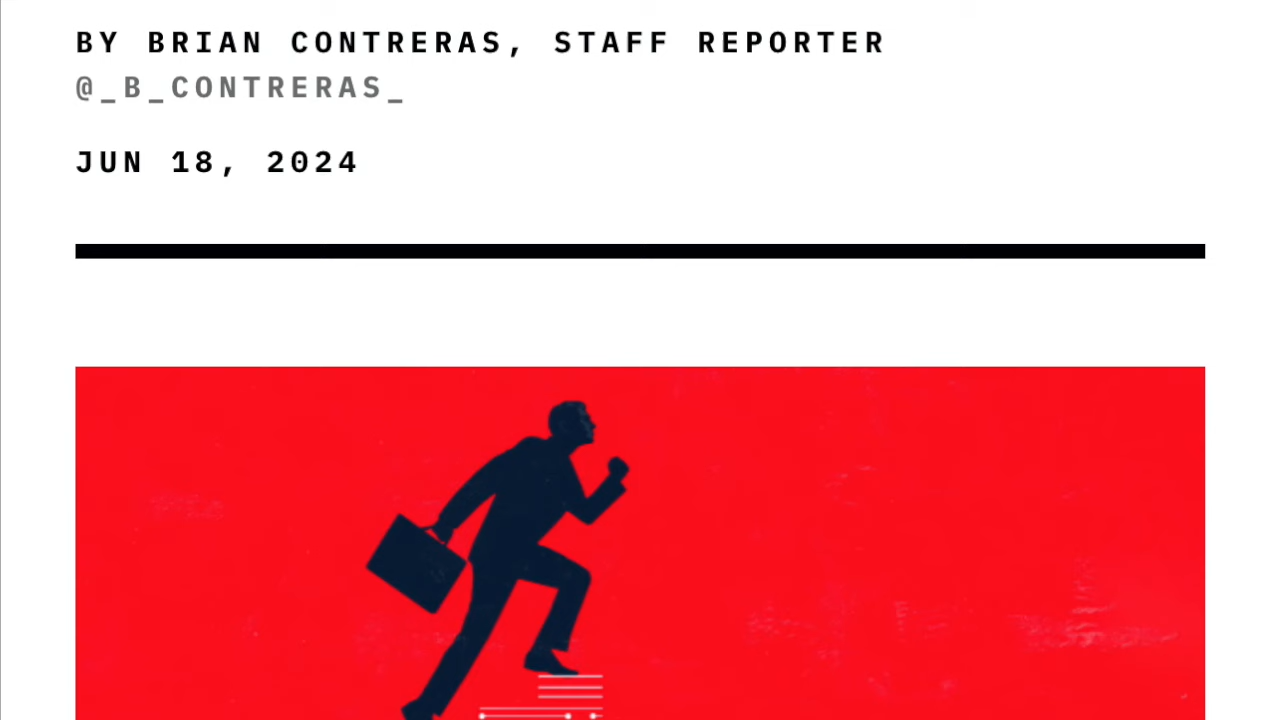 BY BRIAN CONTRERAS, STAFF REPORTER
@_B_CONTRERAS_
JUN 18, 2024